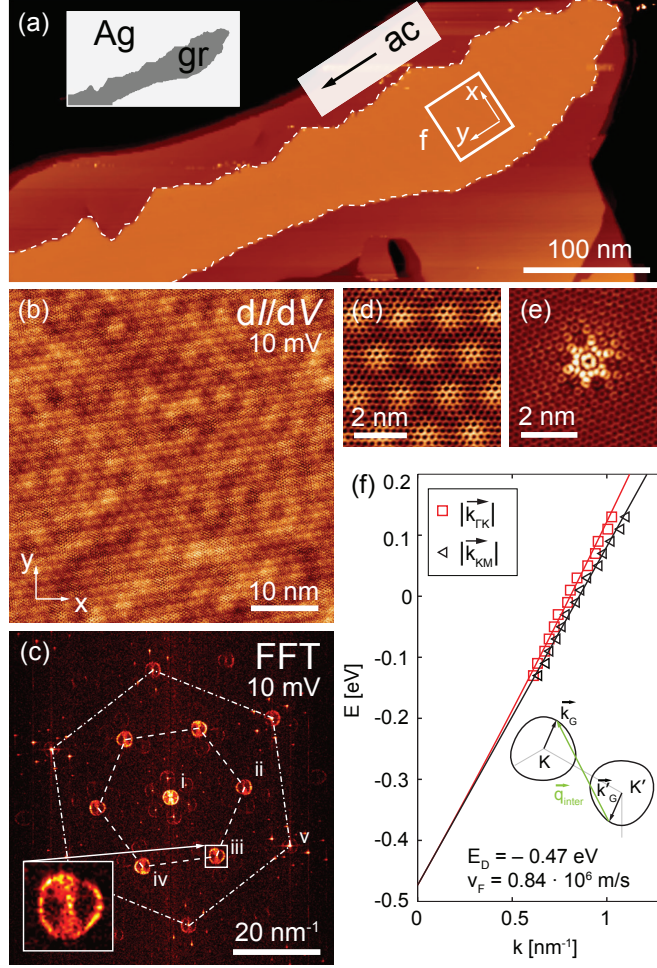 (a)
Ag
gr
ac
x
y
f
100 nm
(b)
dI/dV
10 mV
y
x
10 nm
(c)
FFT
10 mV
i
ii
iii
iv
v
20 nm⁻¹
(d)
2 nm
(e)
2 nm
(f)
|k⃗ΓK|
|k⃗KM|
0.2
0.1
0
-0.1
-0.2
-0.3
-0.4
-0.5
E [eV]
k⃗G
K
q⃗inter
k⃗′G
K′
E_D = – 0.47 eV
v_F = 0.84 · 10⁶ m/s
0
0.5
1
k [nm⁻¹]